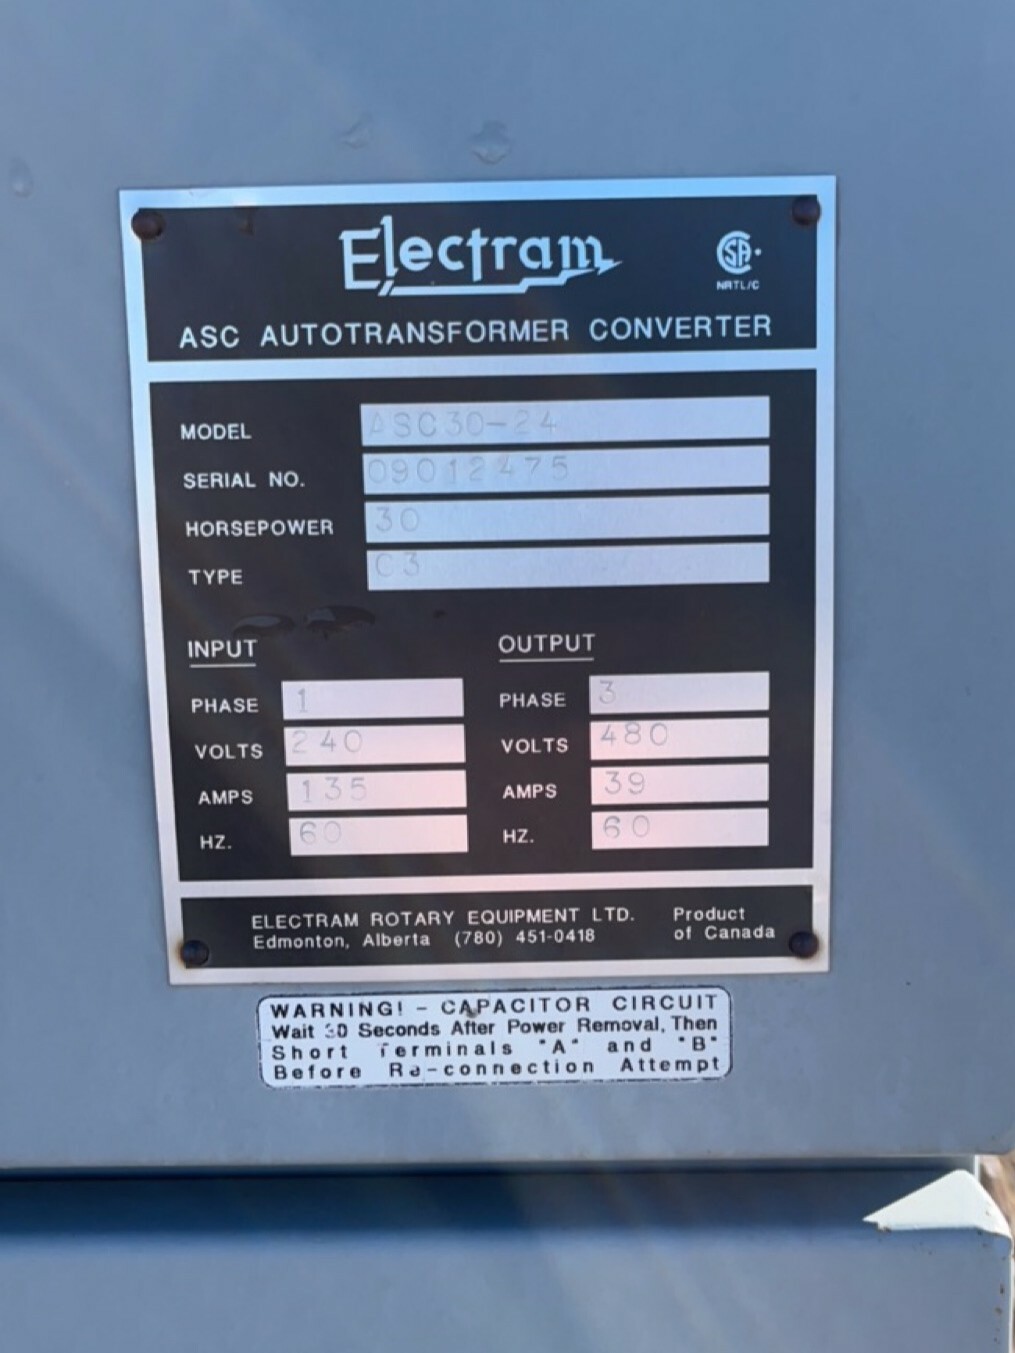 Electram
CSA
NRTL/C
ASC AUTOTRANSFORMER CONVERTER
MODEL ASC30-24
SERIAL NO. 09012475
HORSEPOWER 30
TYPE C3
INPUT OUTPUT
PHASE 1 PHASE 3
VOLTS 240 VOLTS 480
AMPS 135 AMPS 39
HZ. 60 HZ. 60
ELECTRAM ROTARY EQUIPMENT LTD. Product
Edmonton, Alberta (780) 451-0418 of Canada
WARNING! - CAPACITOR CIRCUIT
Wait 30 Seconds After Power Removal, Then
Short Terminals "A" and "B"
Before Re-connection Attempt